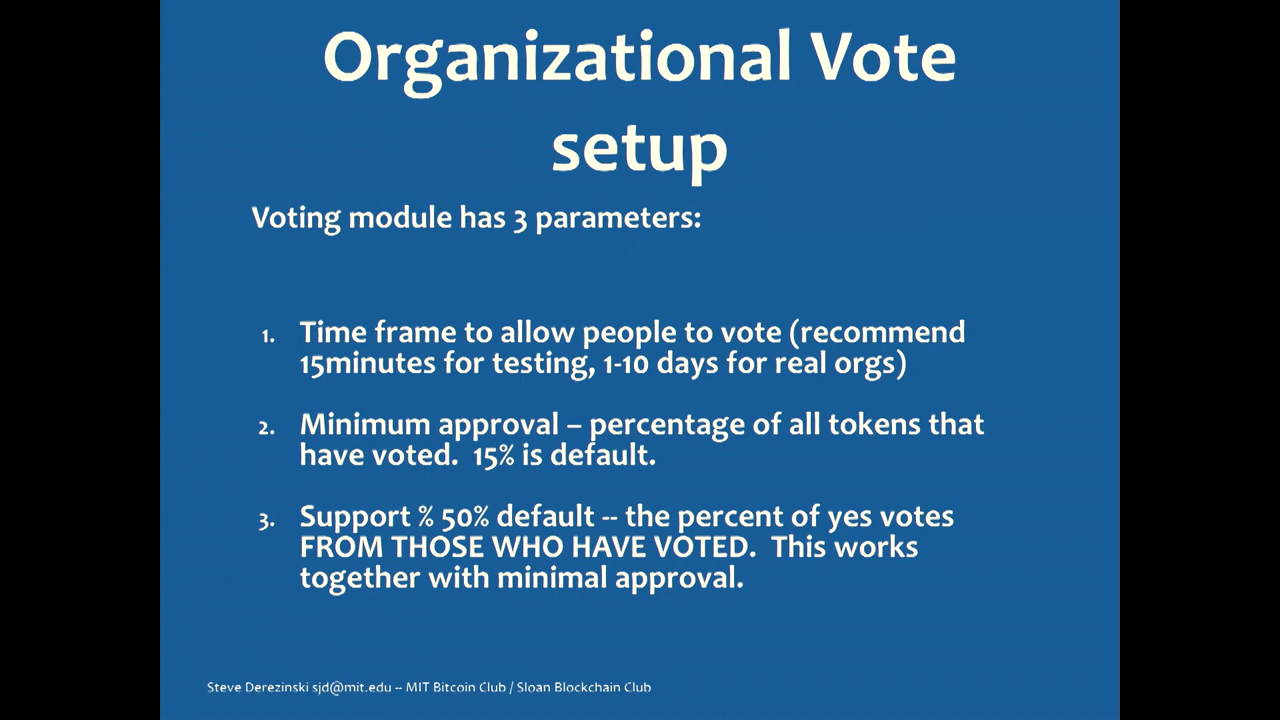 Organizational Vote
setup
Voting module has 3 parameters:
1. Time frame to allow people to vote (recommend
15minutes for testing, 1-10 days for real orgs)
2. Minimum approval – percentage of all tokens that
have voted.  15% is default.
3. Support % 50% default -- the percent of yes votes
FROM THOSE WHO HAVE VOTED.  This works
together with minimal approval.
Steve Derezinski sjd@mit.edu -- MIT Bitcoin Club / Sloan Blockchain Club